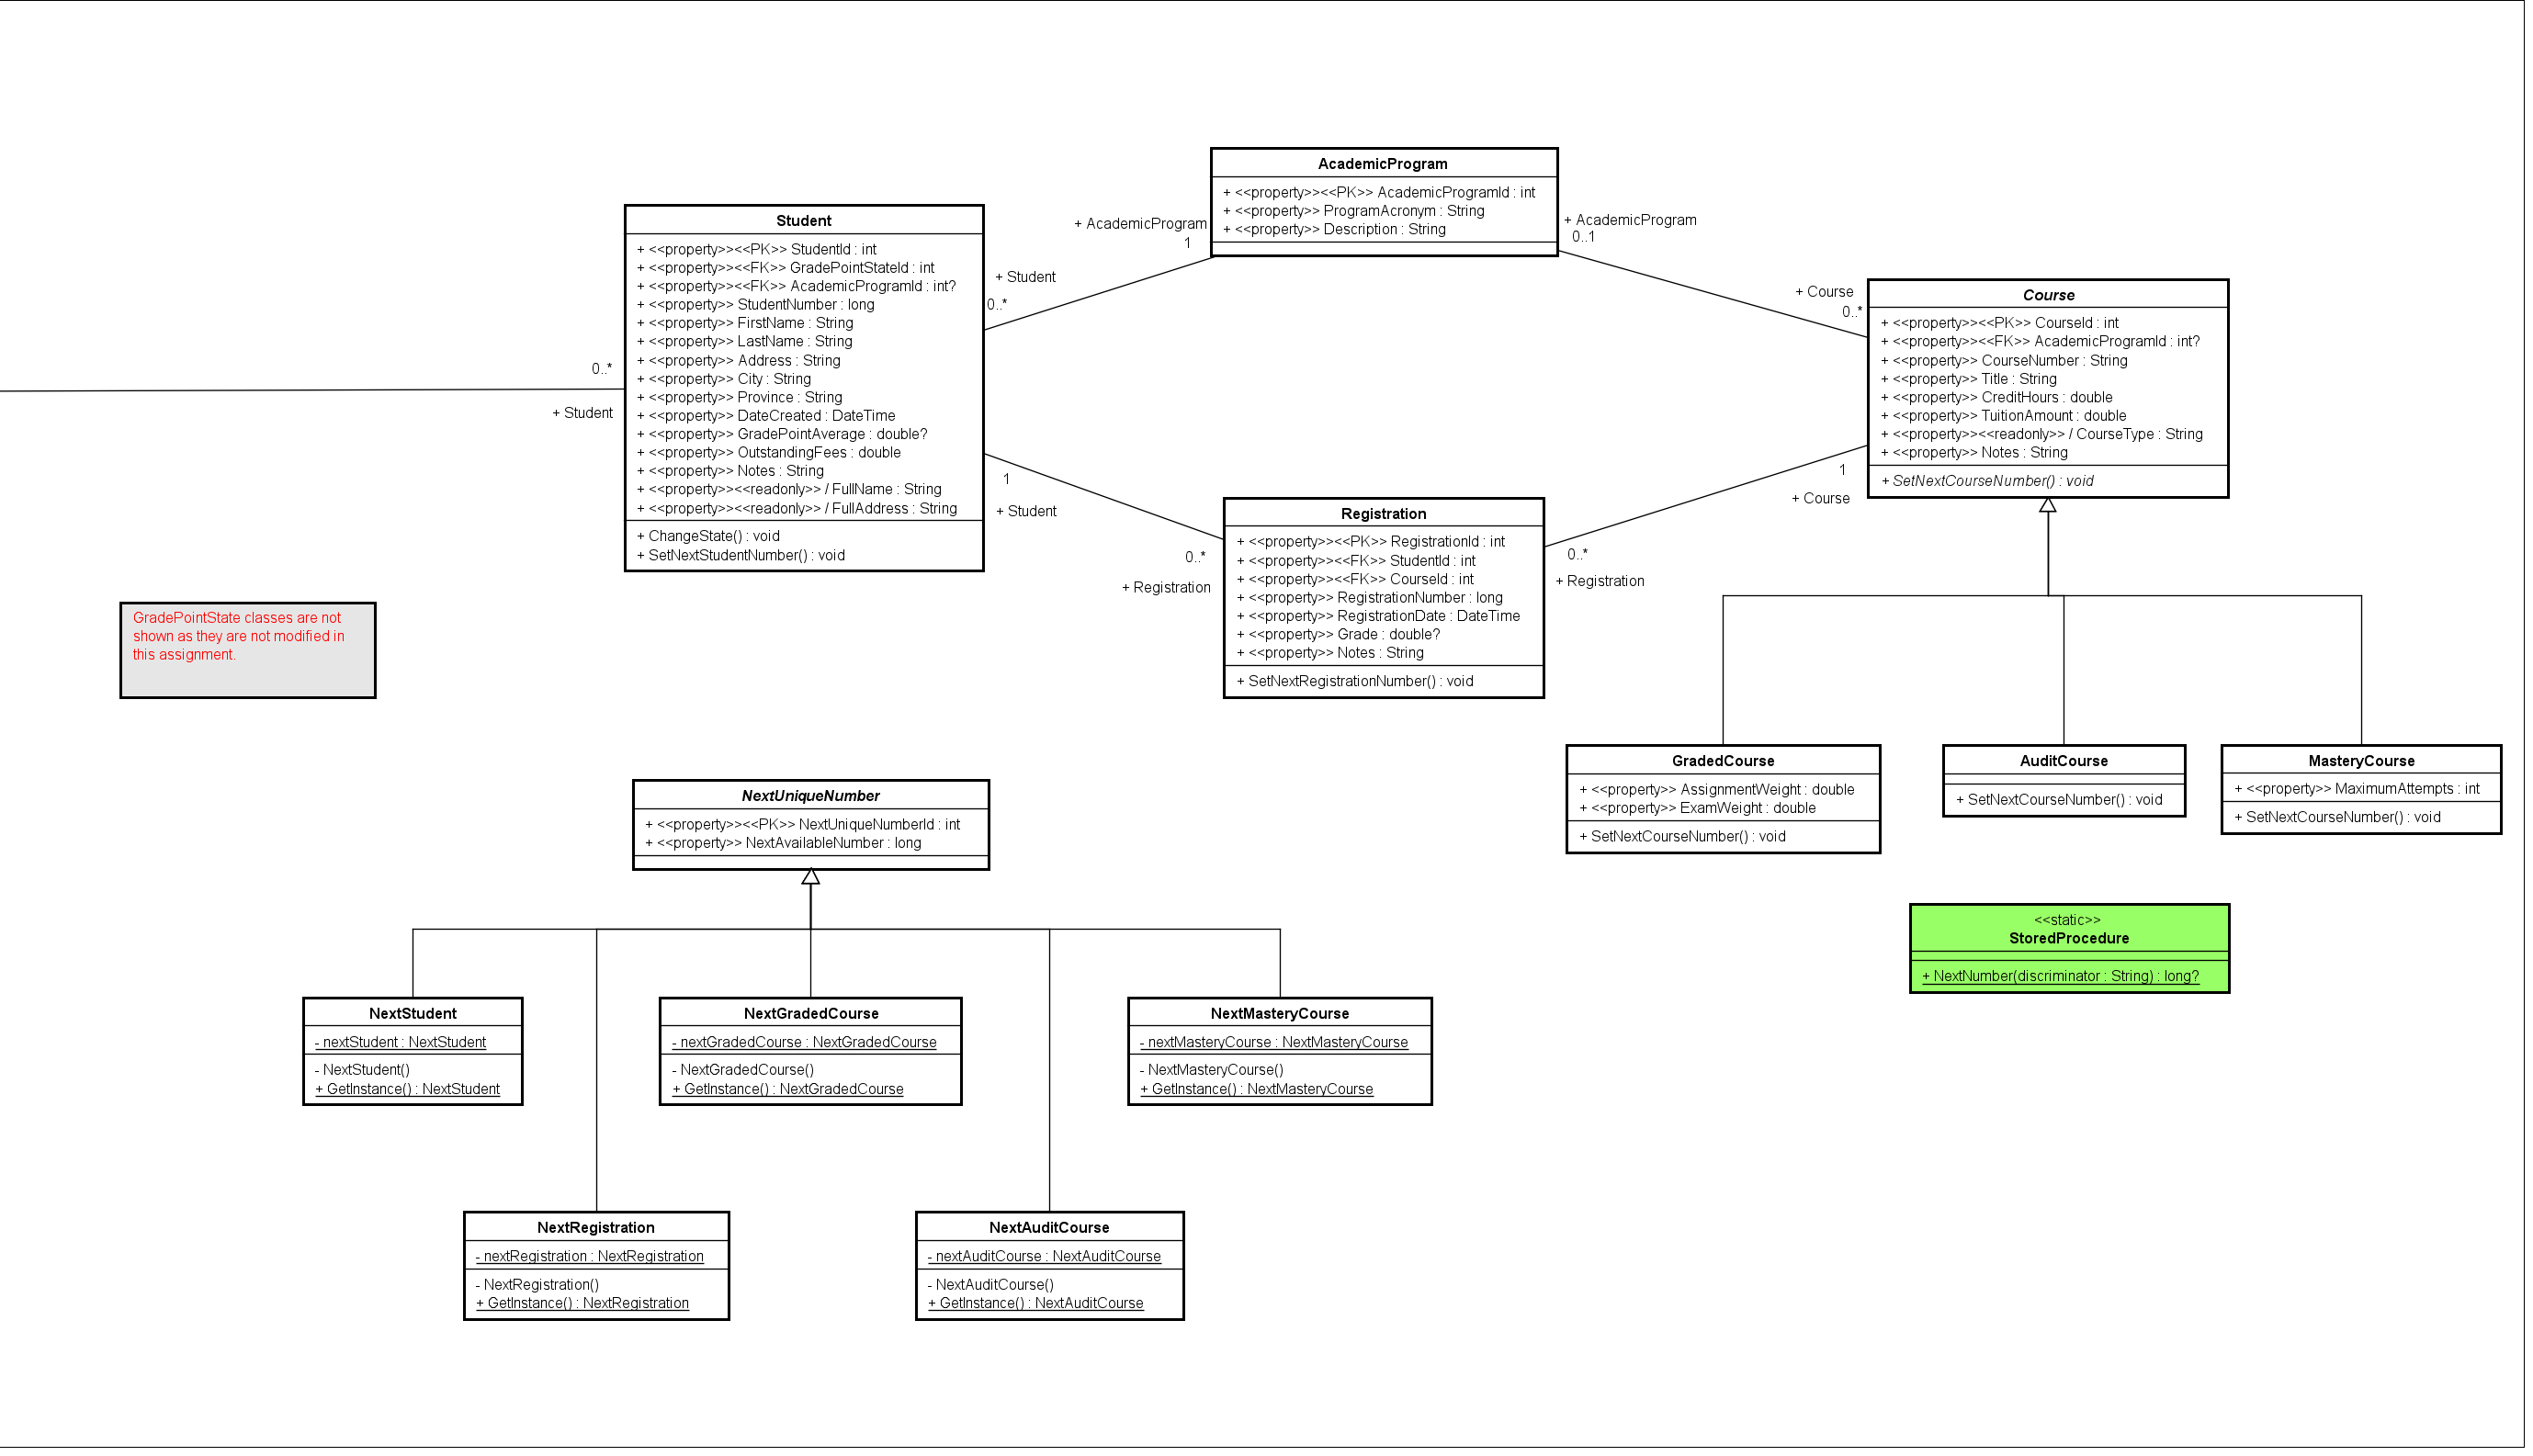 AcademicProgram
+ <<property>><<PK>> AcademicProgramId : int
+ <<property>> ProgramAcronym : String
+ <<property>> Description : String
Student
+ <<property>><<PK>> StudentId : int
+ <<property>><<FK>> GradePointStateId : int
+ <<property>><<FK>> AcademicProgramId : int?
+ <<property>> StudentNumber : long
+ <<property>> FirstName : String
+ <<property>> LastName : String
+ <<property>> Address : String
+ <<property>> City : String
+ <<property>> Province : String
+ <<property>> DateCreated : DateTime
+ <<property>> GradePointAverage : double?
+ <<property>> OutstandingFees : double
+ <<property>> Notes : String
+ <<property>><<readonly>> / FullName : String
+ <<property>><<readonly>> / FullAddress : String
+ ChangeState() : void
+ SetNextStudentNumber() : void
0..*
+ Student
+ AcademicProgram
1
+ Student
0..*
+ AcademicProgram
0..1
+ Course
0..*
Course
+ <<property>><<PK>> CourseId : int
+ <<property>><<FK>> AcademicProgramId : int?
+ <<property>> CourseNumber : String
+ <<property>> Title : String
+ <<property>> CreditHours : double
+ <<property>> TuitionAmount : double
+ <<property>><<readonly>> / CourseType : String
+ <<property>> Notes : String
+ SetNextCourseNumber() : void
1
+ Student
0..*
+ Registration
1
+ Course
0..*
+ Registration
Registration
+ <<property>><<PK>> RegistrationId : int
+ <<property>><<FK>> StudentId : int
+ <<property>><<FK>> CourseId : int
+ <<property>> RegistrationNumber : long
+ <<property>> RegistrationDate : DateTime
+ <<property>> Grade : double?
+ <<property>> Notes : String
+ SetNextRegistrationNumber() : void
GradePointState classes are not
shown as they are not modified in
this assignment.
GradedCourse
+ <<property>> AssignmentWeight : double
+ <<property>> ExamWeight : double
+ SetNextCourseNumber() : void
AuditCourse
+ SetNextCourseNumber() : void
MasteryCourse
+ <<property>> MaximumAttempts : int
+ SetNextCourseNumber() : void
NextUniqueNumber
+ <<property>><<PK>> NextUniqueNumberId : int
+ <<property>> NextAvailableNumber : long
<<static>>
StoredProcedure
+ NextNumber(discriminator : String) : long?
NextStudent
- nextStudent : NextStudent
- NextStudent()
+ GetInstance() : NextStudent
NextGradedCourse
- nextGradedCourse : NextGradedCourse
- NextGradedCourse()
+ GetInstance() : NextGradedCourse
NextMasteryCourse
- nextMasteryCourse : NextMasteryCourse
- NextMasteryCourse()
+ GetInstance() : NextMasteryCourse
NextRegistration
- nextRegistration : NextRegistration
- NextRegistration()
+ GetInstance() : NextRegistration
NextAuditCourse
- nextAuditCourse : NextAuditCourse
- NextAuditCourse()
+ GetInstance() : NextAuditCourse